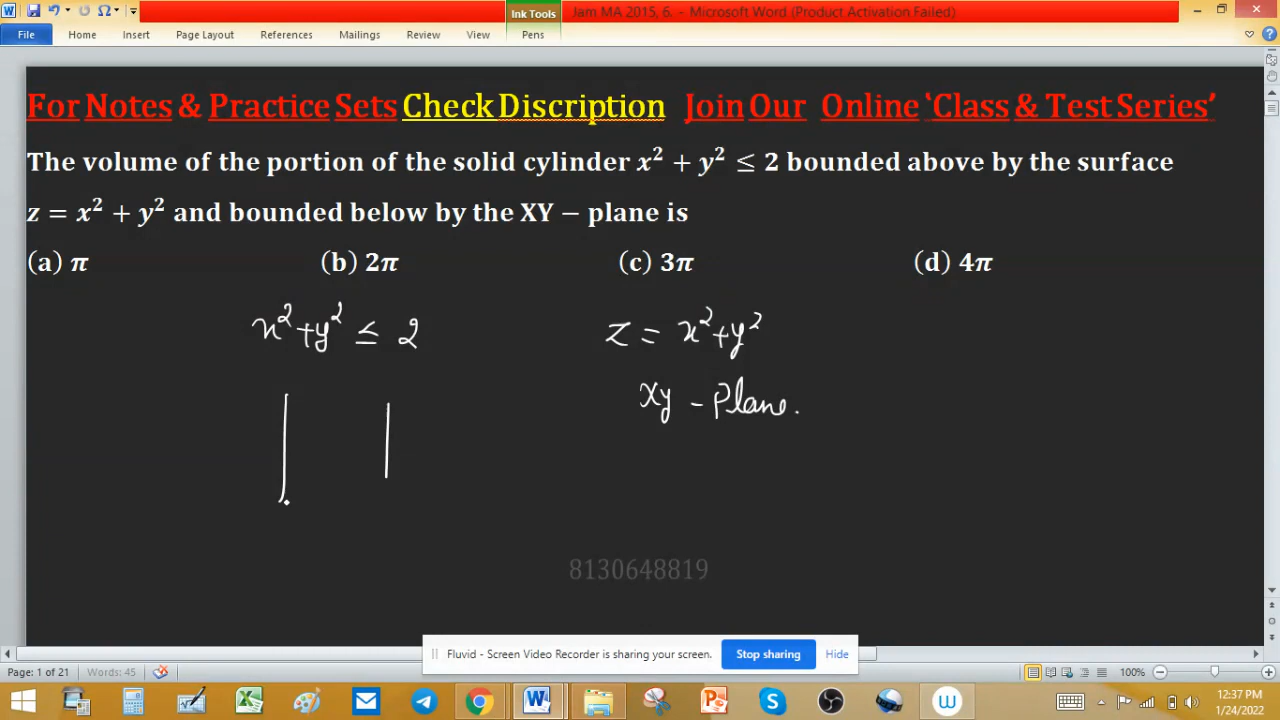 Ink Tools
Jam MA 2015, 6. - Microsoft Word (Product Activation Failed)
File Home Insert Page Layout References Mailings Review View Pens
For Notes & Practice Sets Check Discription Join Our Online ‘Class & Test Series’
The volume of the portion of the solid cylinder x² + y² ≤ 2 bounded above by the surface
z = x² + y² and bounded below by the XY − plane is
(a) π (b) 2π (c) 3π (d) 4π
x²+y² ≤ 2 z = x²+y²
xy - Plane.
8130648819
Fluvid - Screen Video Recorder is sharing your screen. Stop sharing Hide
Page: 1 of 21 Words: 45 100%
12:37 PM
1/24/2022